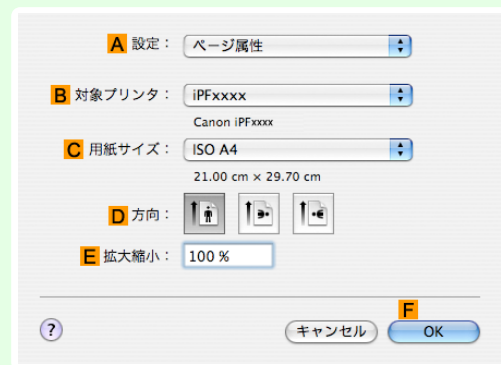 A 設定： ページ属性
B 対象プリンタ： iPFxxxx
Canon iPFxxxx
C 用紙サイズ： ISO A4
21.00 cm × 29.70 cm
D 方向：
E 拡大縮小： 100 %
F
? キャンセル OK